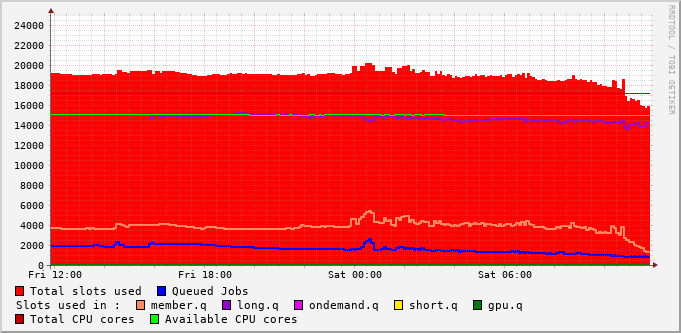 RRDTOOL / TOBI OETIKER
24000
22000
20000
18000
16000
14000
12000
10000
8000
6000
4000
2000
0
Fri 12:00 Fri 18:00 Sat 00:00 Sat 06:00
Total slots used Queued Jobs
Slots used in : member.q long.q ondemand.q short.q gpu.q
Total CPU cores Available CPU cores